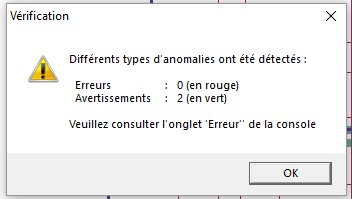 Vérification
Différents types d'anomalies ont été détectés :
Erreurs : 0 (en rouge)
Avertissements : 2 (en vert)
Veuillez consulter l'onglet 'Erreur'' de la console
OK